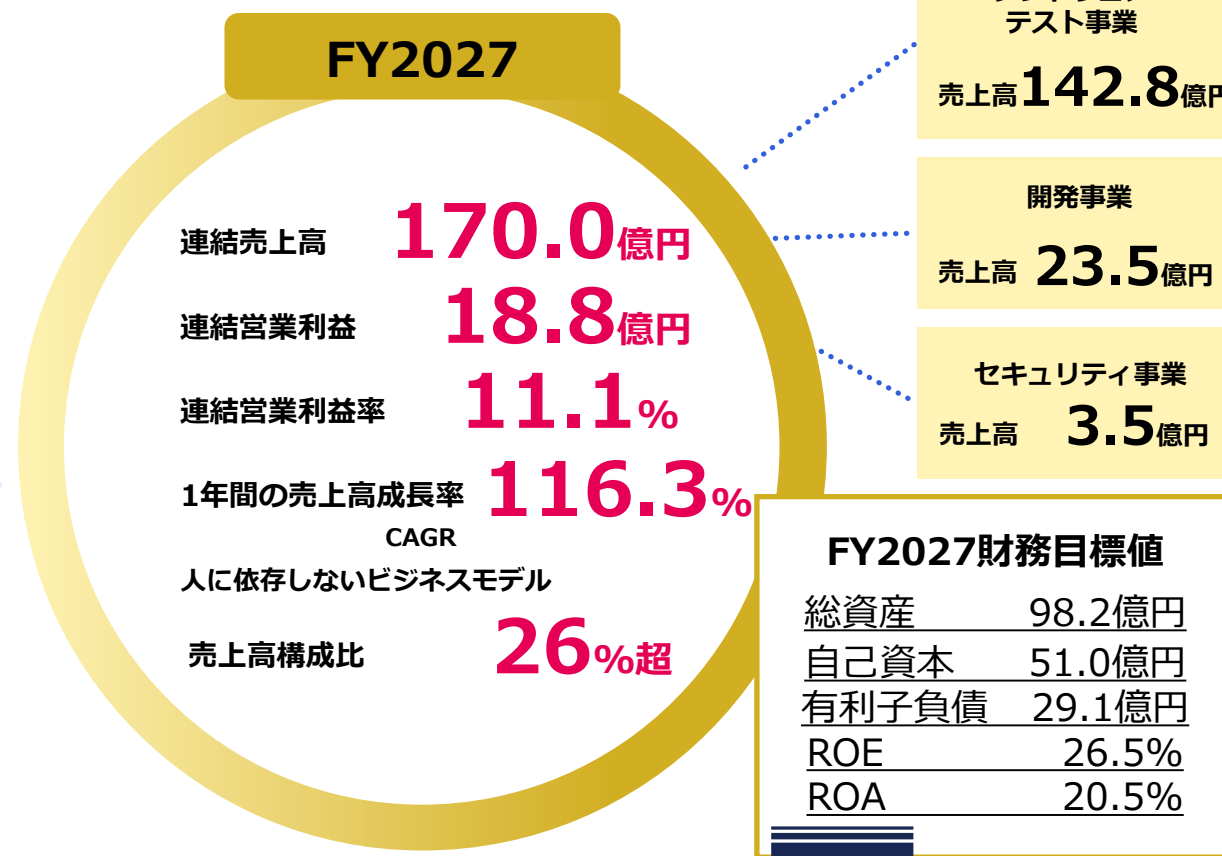 FY2027
連結売上高 170.0億円
連結営業利益 18.8億円
連結営業利益率 11.1%
1年間の売上高成長率 116.3%
CAGR
人に依存しないビジネスモデル
売上高構成比 26%超
テスト事業
売上高142.8億円
開発事業
売上高 23.5億円
セキュリティ事業
売上高 3.5億円
FY2027財務目標値
総資産 98.2億円
自己資本 51.0億円
有利子負債 29.1億円
ROE 26.5%
ROA 20.5%